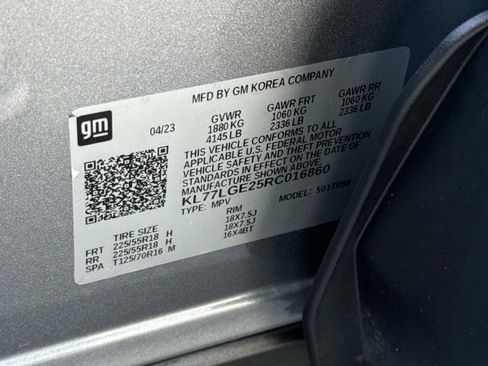 gm
MFD BY GM KOREA COMPANY
04/23
GVWR GAWR FRT GAWR RR
1880 KG 1060 KG 1060 KG
4145 LB 2336 LB 2336 LB
THIS VEHICLE CONFORMS TO ALL
APPLICABLE U.S. FEDERAL MOTOR
VEHICLE SAFETY AND THEFT
PREVENTION STANDARDS IN EFFECT
ON THE DATE OF
MANUFACTURE SHOWN ABOVE.
KL77LGE25RC016860
TYPE: MPV MODEL:
TIRE SIZE RIM
FRT 225/55R18 H 18X7.5J
RR 225/55R18 H 18X7.5J
SPA T125/70R16 M 16X4BT